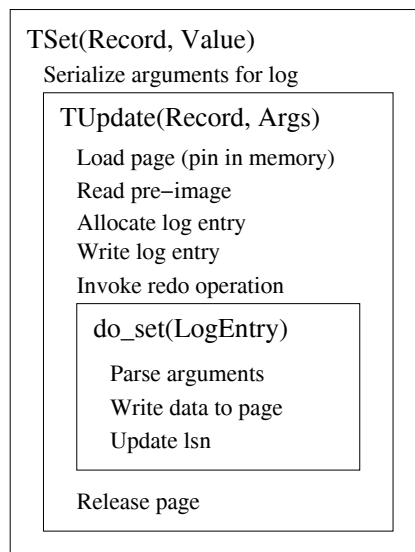 TSet(Record, Value)
Serialize arguments for log
TUpdate(Record, Args)
Load page (pin in memory)
Read pre−image
Allocate log entry
Write log entry
Invoke redo operation
do_set(LogEntry)
Parse arguments
Write data to page
Update lsn
Release page